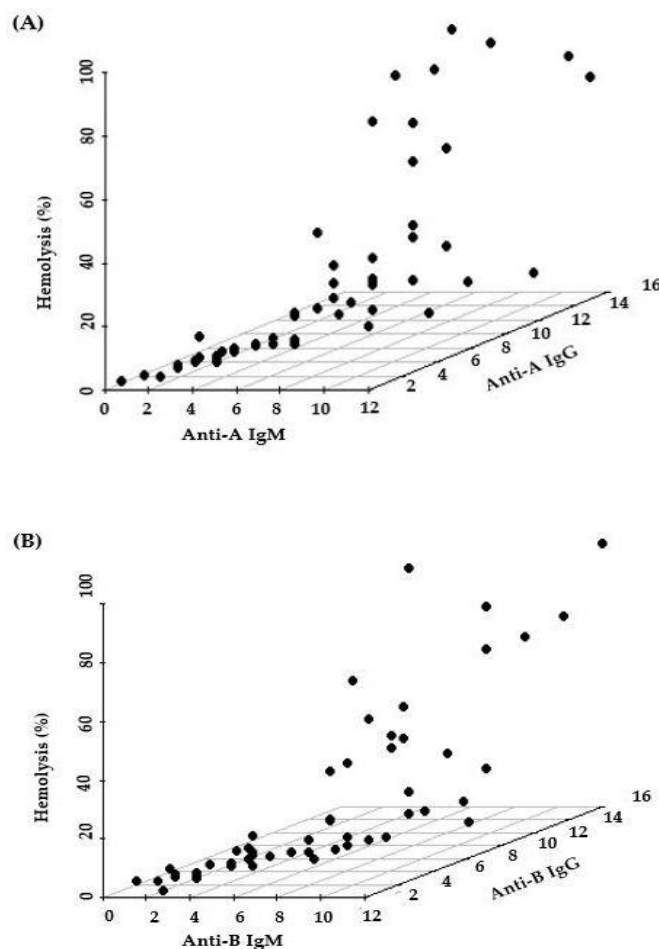 (A)
100
80
60
40
20
0
Hemolysis (%)
0 2 4 6 8 10 12
Anti-A IgM
2 4 6 8 10 12 14 16
Anti-A IgG
(B)
100
80
60
40
20
0
Hemolysis (%)
0 2 4 6 8 10 12
Anti-B IgM
2 4 6 8 10 12 14 16
Anti-B IgG